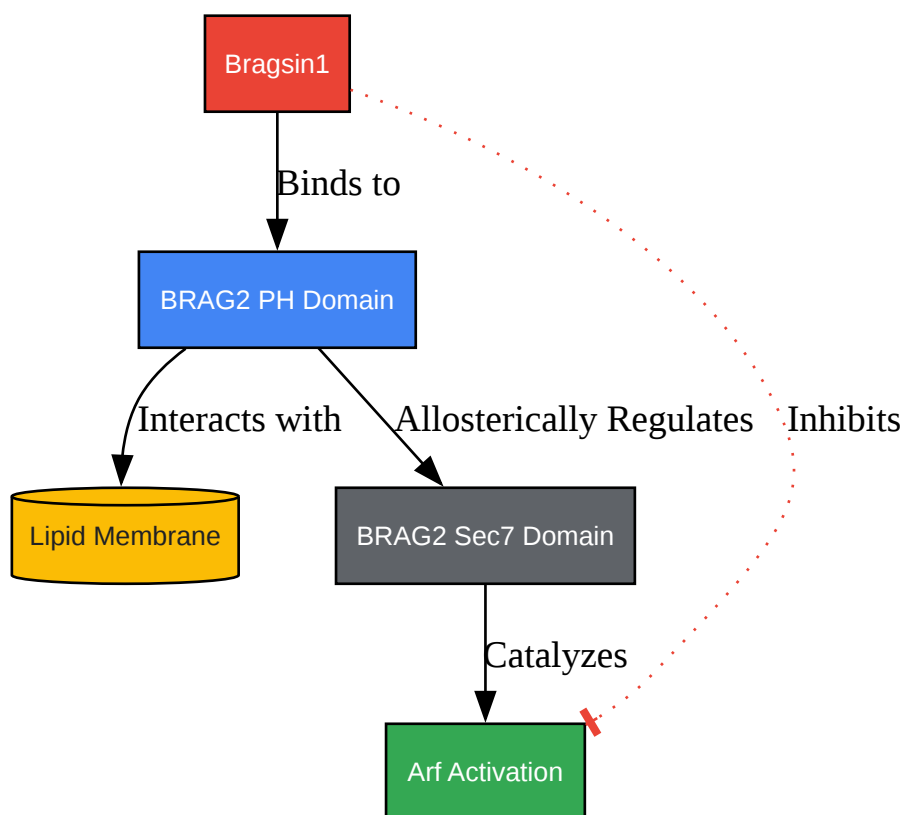 Bragsin1
Binds to
BRAG2 PH Domain
Interacts with
Allosterically Regulates
Inhibits
Lipid Membrane
BRAG2 Sec7 Domain
Catalyzes
Arf Activation